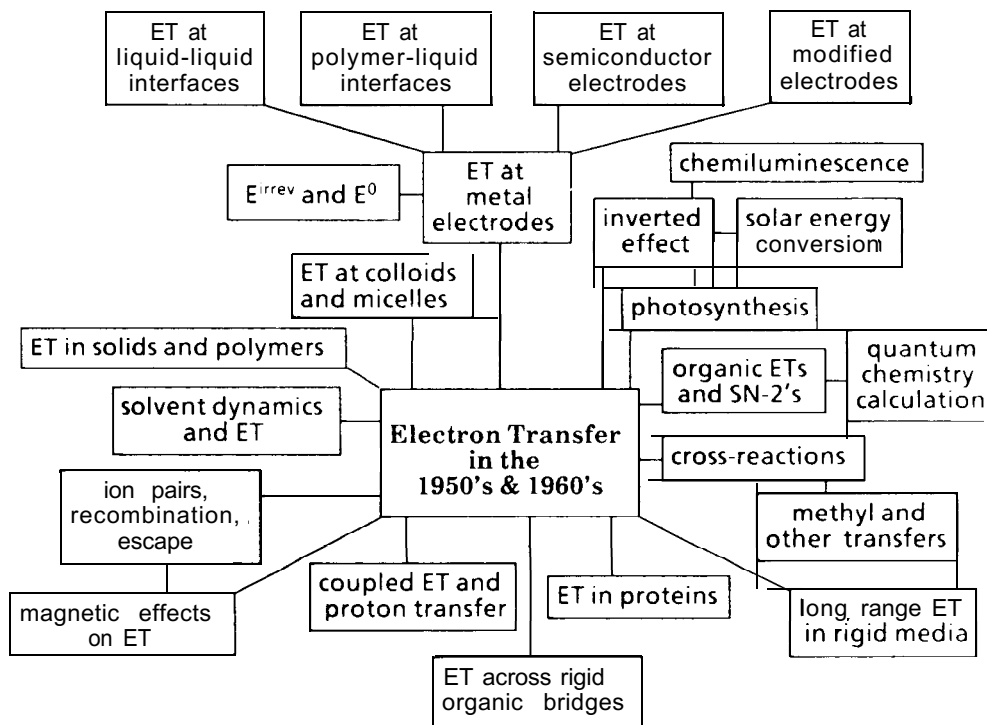 ET at
liquid-liquid
interfaces
ET at
polymer-liquid
interfaces
ET at
semiconductor
electrodes
ET at
modified
electrodes
E^irrev and E^0
ET at
metal
electrodes
chemiluminescence
inverted
effect
solar energy
conversion
ET at colloids
and micelles
photosynthesis
ET in solids and polymers
organic ETs
and SN-2's
quantum
chemistry
calculation
solvent dynamics
and ET
Electron Transfer
in the
1950's & 1960's
cross-reactions
ion pairs,
recombination,
escape
methyl and
other transfers
magnetic effects
on ET
coupled ET and
proton transfer
ET in proteins
long range ET
in rigid media
ET across rigid
organic bridges